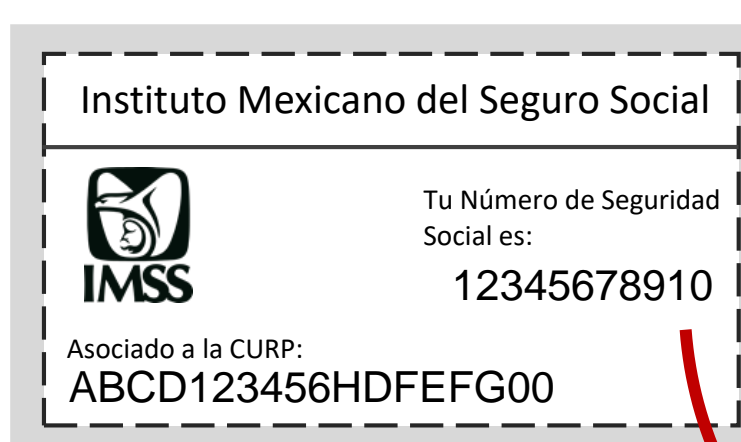 Instituto Mexicano del Seguro Social
Tu Número de Seguridad
Social es:
IMSS
12345678910
Asociado a la CURP:
ABCD123456HDFEFG00